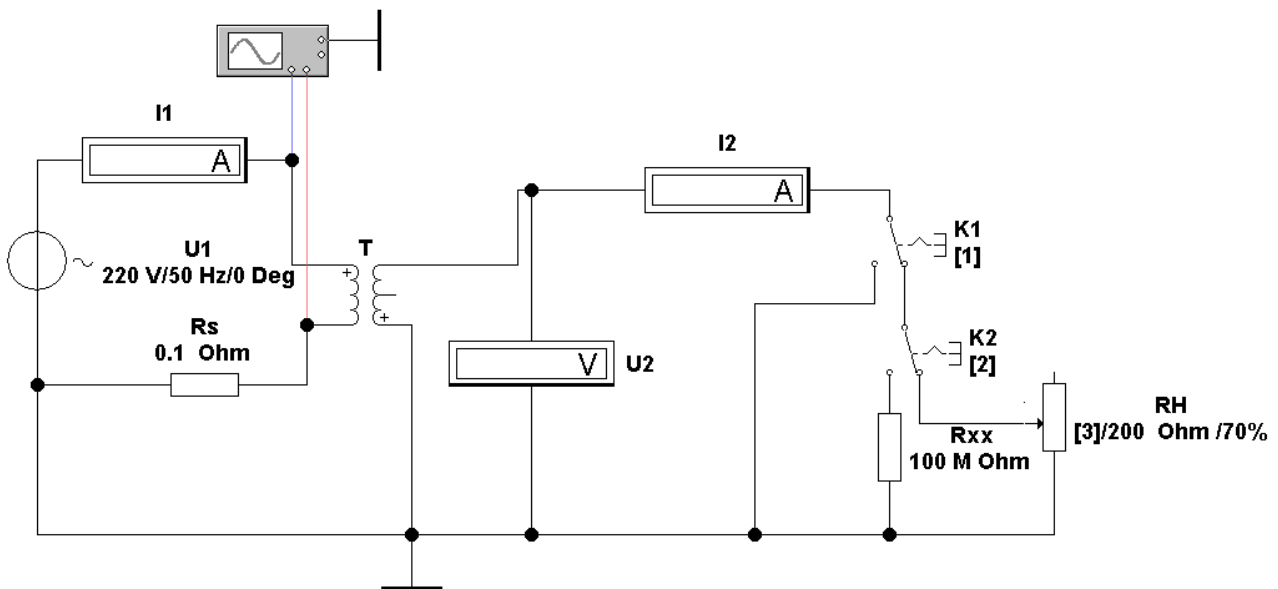 I1
A
I2
A
U1
220 V/50 Hz/0 Deg
T
+
+
K1
[1]
Rs
0.1 Ohm
V
U2
K2
[2]
RH
[3]/200 Ohm /70%
Rxx
100 M Ohm